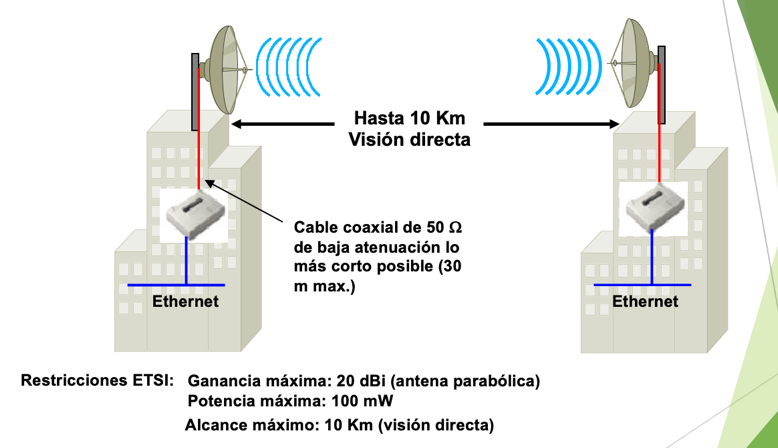 Hasta 10 Km
Visión directa
Cable coaxial de 50 Ω
de baja atenuación lo
más corto posible (30
m max.)
Ethernet
Ethernet
Restricciones ETSI: Ganancia máxima: 20 dBi (antena parabólica)
Potencia máxima: 100 mW
Alcance máximo: 10 Km (visión directa)